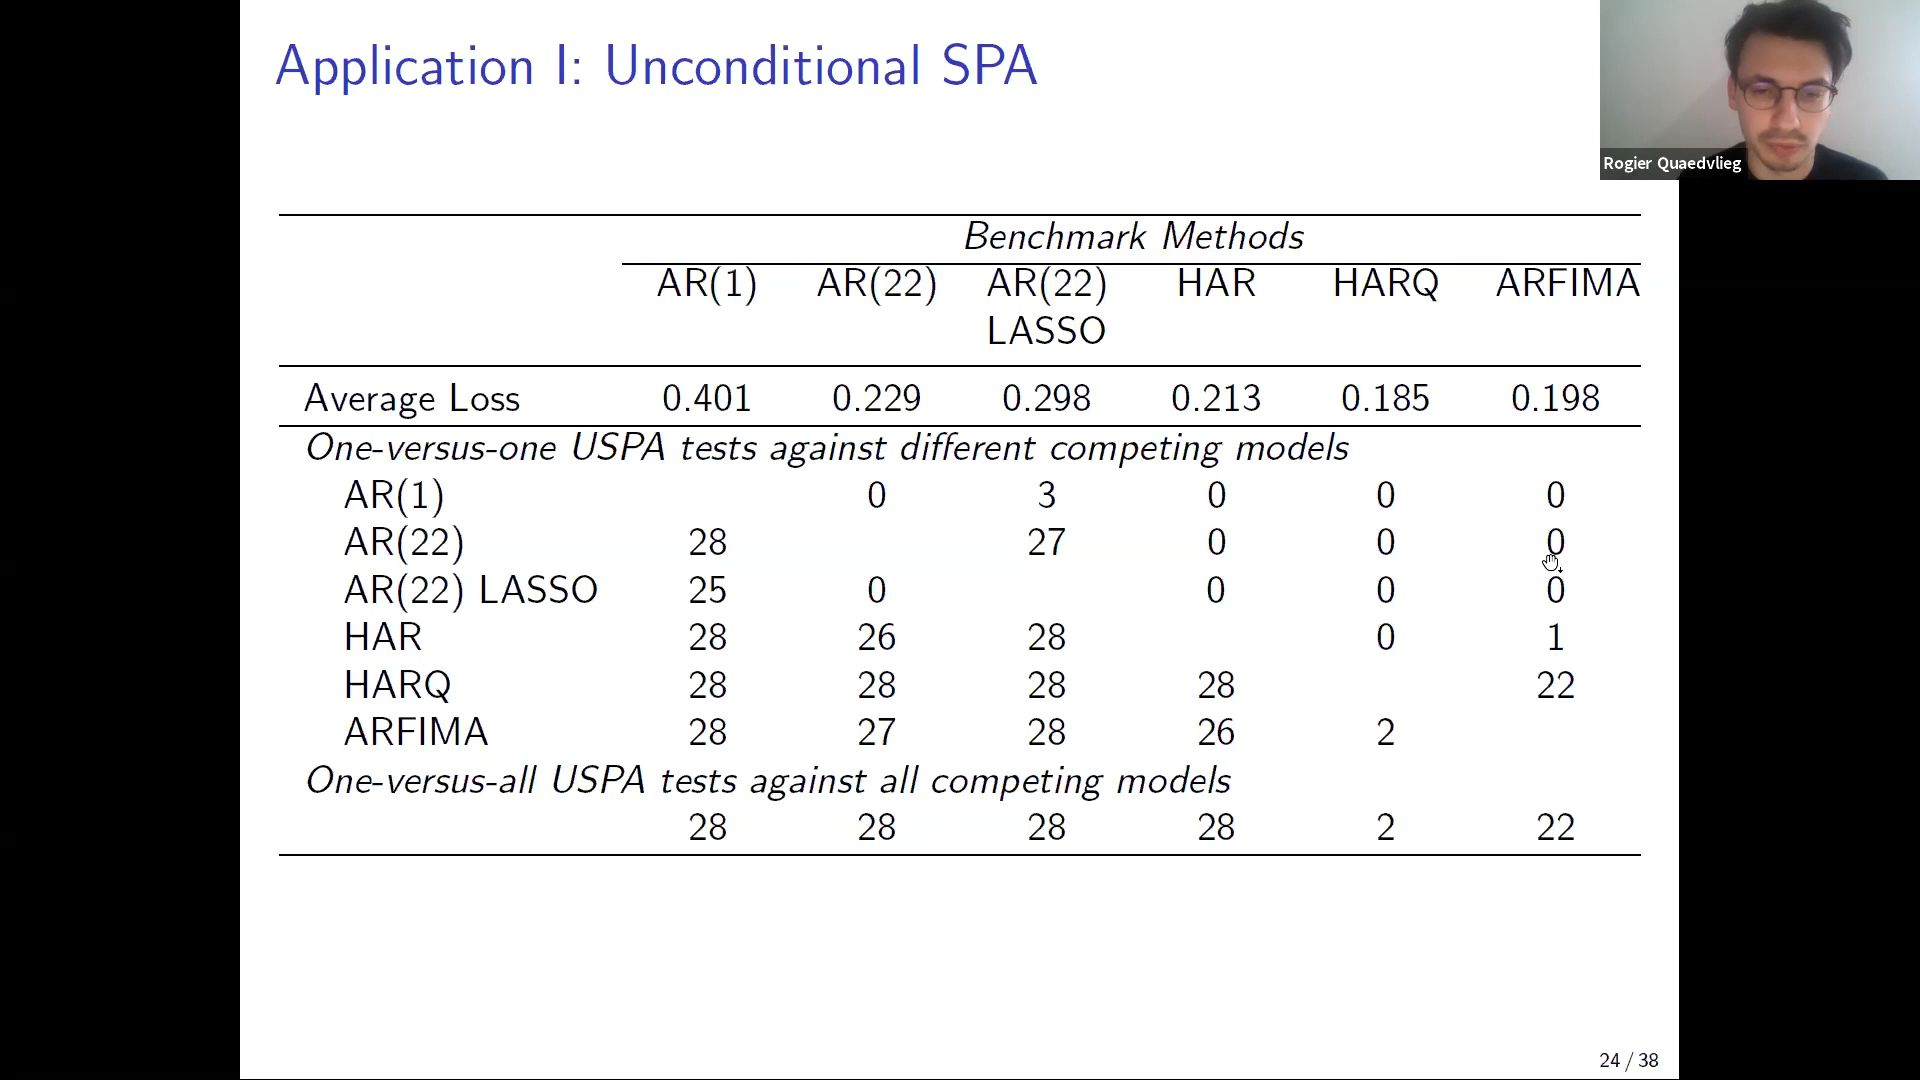 Application I: Unconditional SPA
Rogier Quaedvlieg
Benchmark Methods
AR(1) AR(22) AR(22) HAR HARQ ARFIMA
LASSO
Average Loss 0.401 0.229 0.298 0.213 0.185 0.198
One-versus-one USPA tests against different competing models
AR(1) 0 3 0 0 0
AR(22) 28 27 0 0 0
AR(22) LASSO 25 0 0 0 0
HAR 28 26 28 0 1
HARQ 28 28 28 28 22
ARFIMA 28 27 28 26 2
One-versus-all USPA tests against all competing models
28 28 28 28 2 22
24 / 38